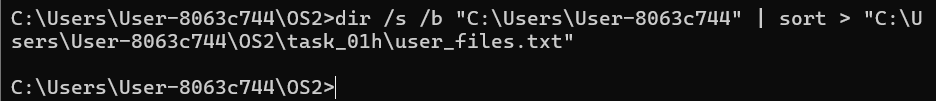 C:\Users\User-8063c744\OS2>dir /s /b "C:\Users\User-8063c744" | sort > "C:\U
sers\User-8063c744\OS2\task_01h\user_files.txt"
C:\Users\User-8063c744\OS2>